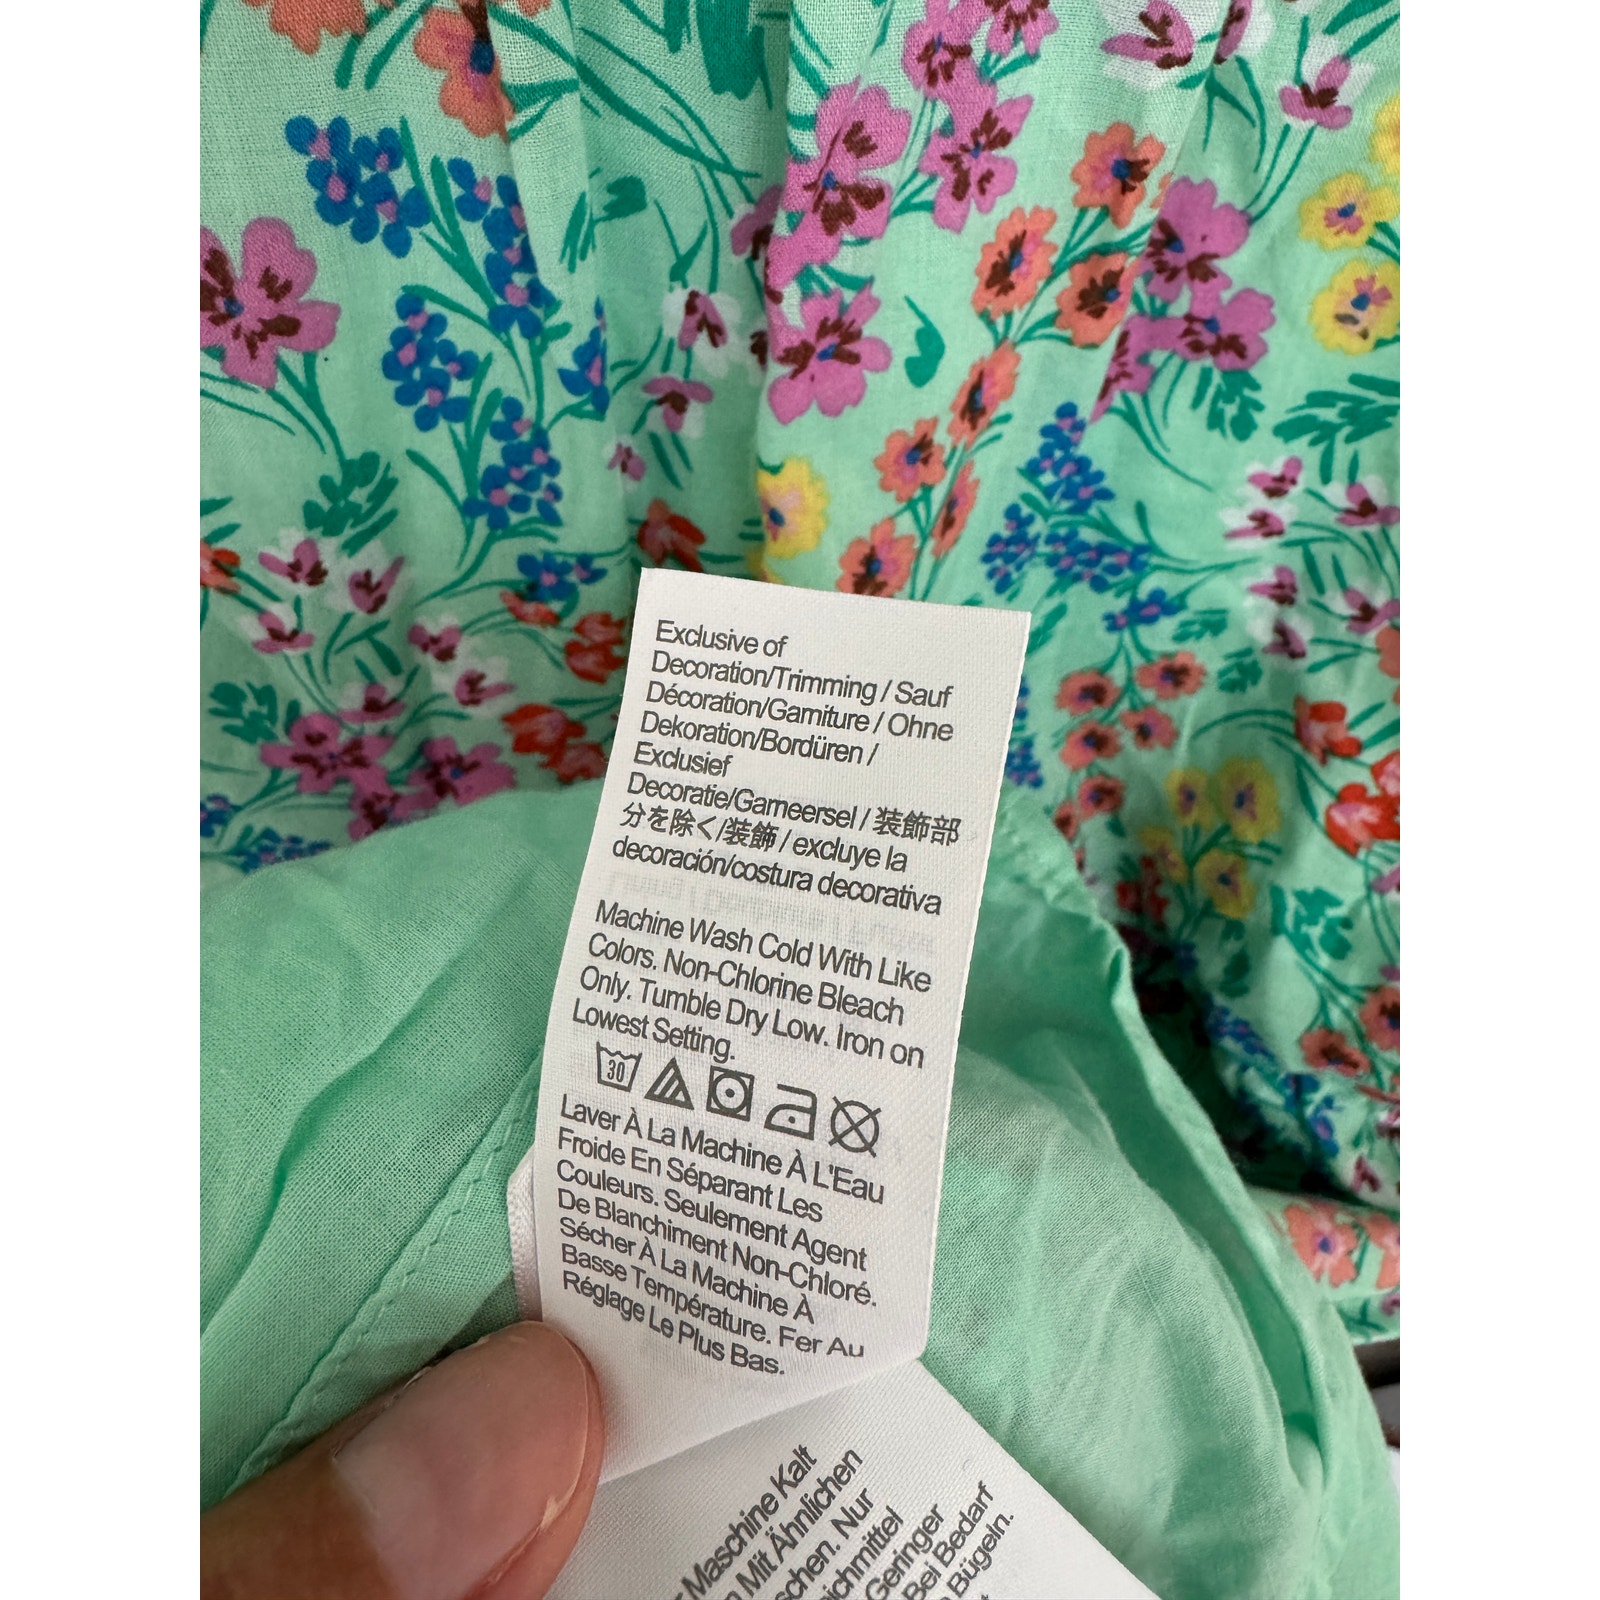 Exclusive of
Decoration/Trimming / Sauf
Décoration/Garniture / Ohne
Dekoration/Bordüren /
Exclusief
Decoratie/Garneersel / 装飾部
分を除く/装飾 / excluye la
decoración/costura decorativa
Machine Wash Cold With Like
Colors. Non-Chlorine Bleach
Only. Tumble Dry Low. Iron on
Lowest Setting.
30
Laver À La Machine À L'Eau
Froide En Séparant Les
Couleurs. Seulement Agent
De Blanchiment Non-Chloré.
Sécher À La Machine À
Basse Température. Fer Au
Réglage Le Plus Bas.
Maschine Kalt
Mit Ähnlichen
Nur
Geringer
Bei Bedarf
Bügeln.